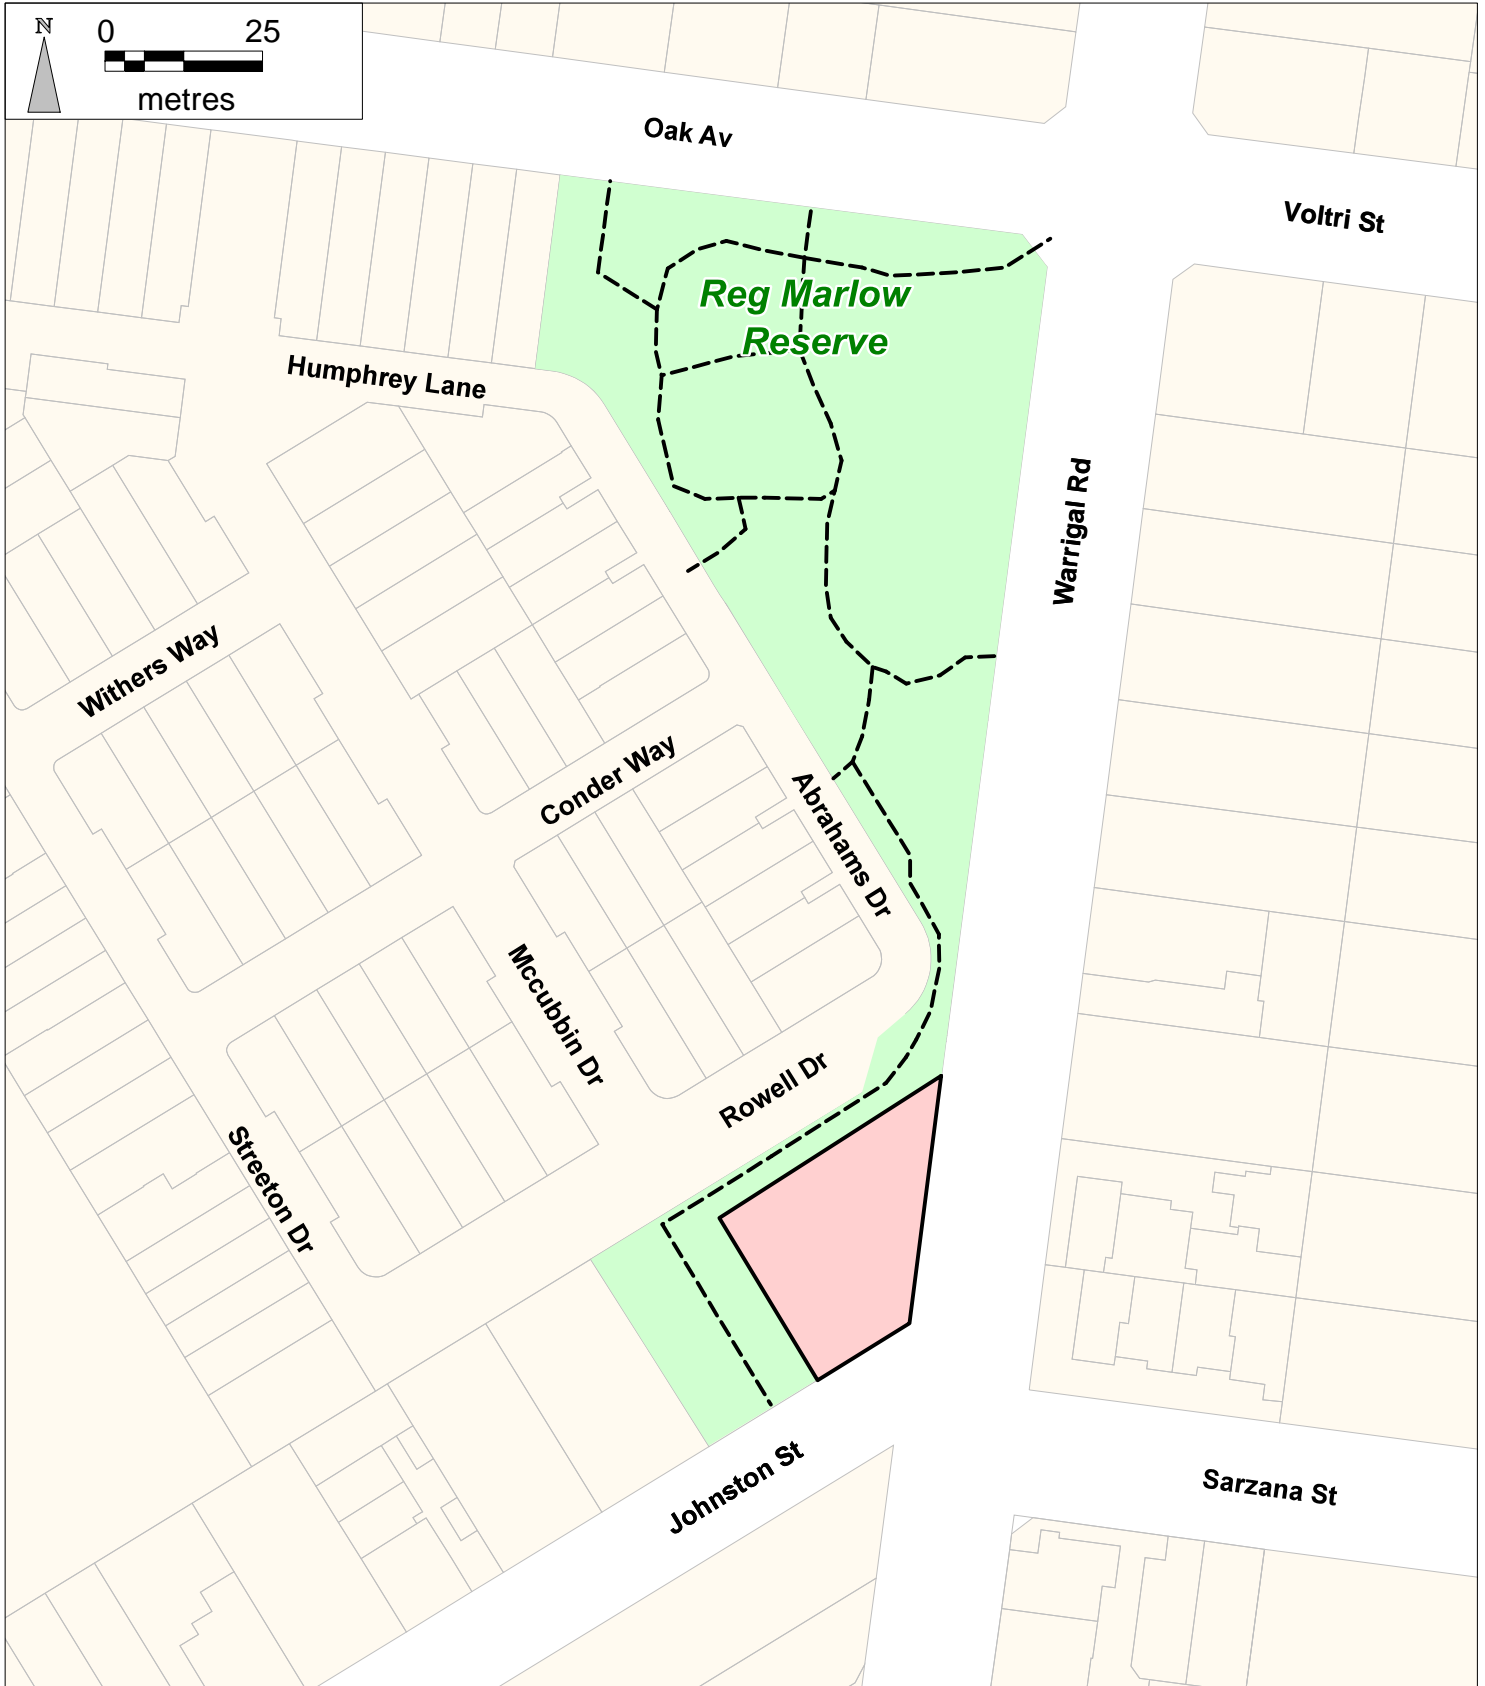 N
0 25
metres
Oak Av
Voltri St
Reg Marlow
Reserve
Humphrey Lane
Warrigal Rd
Withers Way
Conder Way
Abrahams Dr
Mccubbin Dr
Rowell Dr
Streeton Dr
Johnston St
Sarzana St